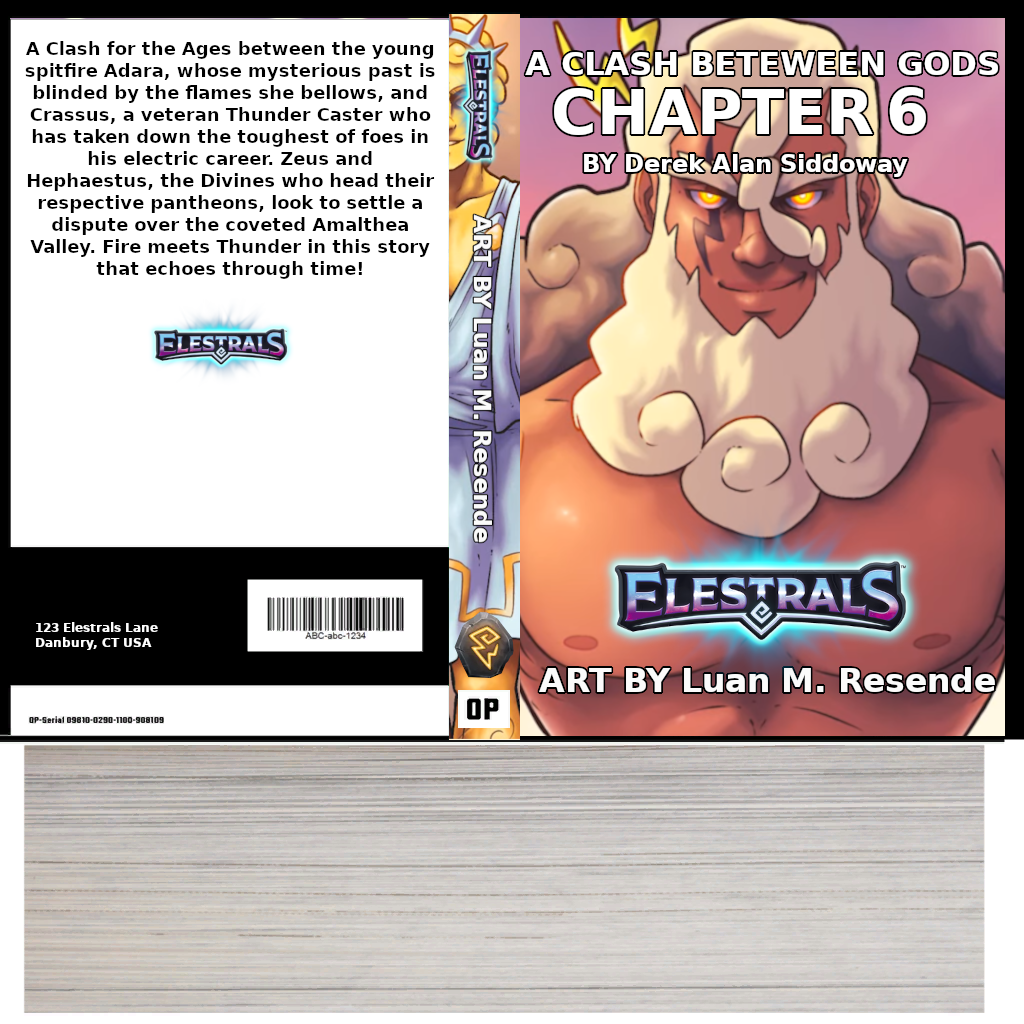 A Clash for the Ages between the young
spitfire Adara, whose mysterious past is
blinded by the flames she bellows, and
Crassus, a veteran Thunder Caster who
has taken down the toughest of foes in
his electric career. Zeus and
Hephaestus, the Divines who head their
respective pantheons, look to settle a
dispute over the coveted Amalthea
Valley. Fire meets Thunder in this story
that echoes through time!
ELESTRALS
123 Elestrals Lane
Danbury, CT USA
ABC-abc-1234
OP-Serial 09810-0290-1100-908109
ELESTRALS
ART BY Luan M. Resende
OP
A CLASH BETEWEEN GODS
CHAPTER 6
BY Derek Alan Siddoway
ELESTRALS™
ART BY Luan M. Resende